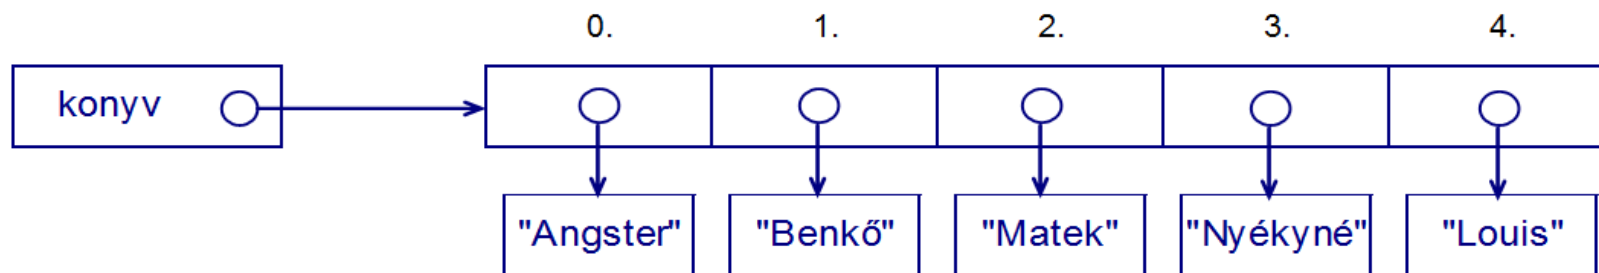 0. 1. 2. 3. 4.
konyv
"Angster" "Benkő" "Matek" "Nyékyné" "Louis"